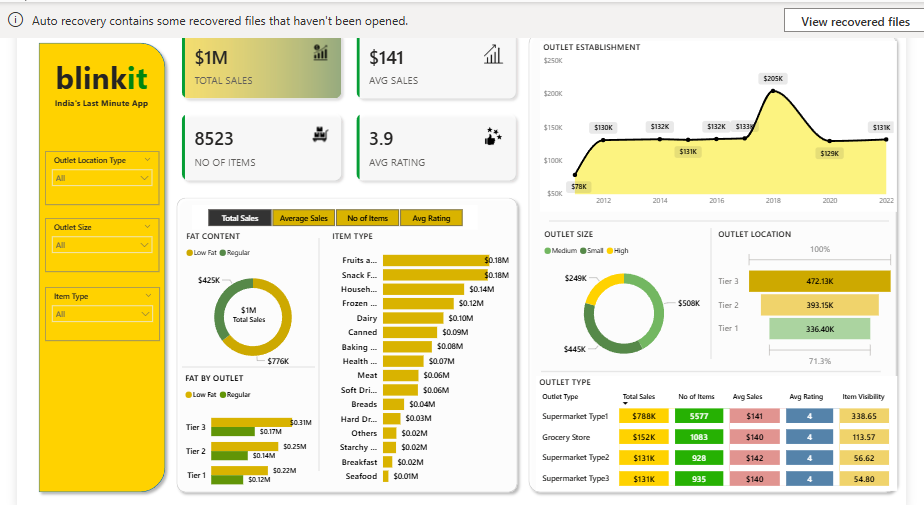 Auto recovery contains some recovered files that haven't been opened.
View recovered files
blinkit
India's Last Minute App
Outlet Location Type
All
Outlet Size
All
Item Type
All
$1M
TOTAL SALES
$141
AVG SALES
8523
NO OF ITEMS
3.9
AVG RATING
Total Sales
Average Sales
No of Items
Avg Rating
FAT CONTENT
Low Fat Regular
$425K
$1M
Total Sales
$776K
FAT BY OUTLET
Low Fat Regular
Tier 3 $0.31M
$0.17M
Tier 2 $0.25M
$0.14M
Tier 1 $0.22M
$0.12M
ITEM TYPE
Fruits a... $0.18M
Snack F... $0.18M
Househ... $0.14M
Frozen ... $0.12M
Dairy $0.10M
Canned $0.09M
Baking ... $0.08M
Health ... $0.07M
Meat $0.06M
Soft Dri... $0.06M
Breads $0.04M
Hard Dr... $0.03M
Others $0.02M
Starchy ... $0.02M
Breakfast $0.02M
Seafood $0.01M
OUTLET ESTABLISHMENT
$250K
$200K
$150K
$100K
$50K
$78K
$130K
$132K
$131K
$132K
$133K
$205K
$129K
$131K
2012 2014 2016 2018 2020 2022
OUTLET SIZE
Medium Small High
$249K
$508K
$445K
OUTLET LOCATION
100%
Tier 3 472.13K
Tier 2 393.15K
Tier 1 336.40K
71.3%
OUTLET TYPE
Outlet Type Total Sales No of Items Avg Sales Avg Rating Item Visibility
Supermarket Type1 $788K 5577 $141 4 338.65
Grocery Store $152K 1083 $140 4 113.57
Supermarket Type2 $131K 928 $142 4 56.62
Supermarket Type3 $131K 935 $140 4 54.80